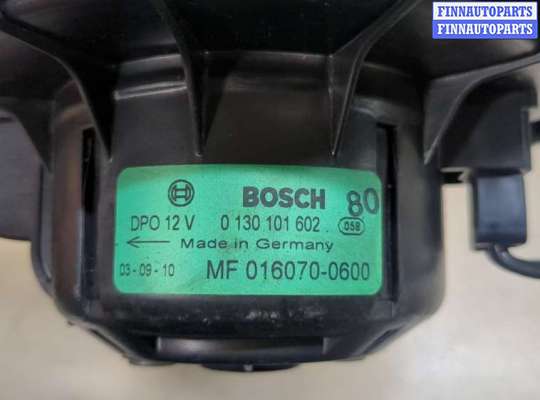 FINNAUTOPARTS
FINNAUTOPARTS
BOSCH 80
DPO 12 V 0 130 101 602 058
Made in Germany
03-09-10 MF 016070-0600